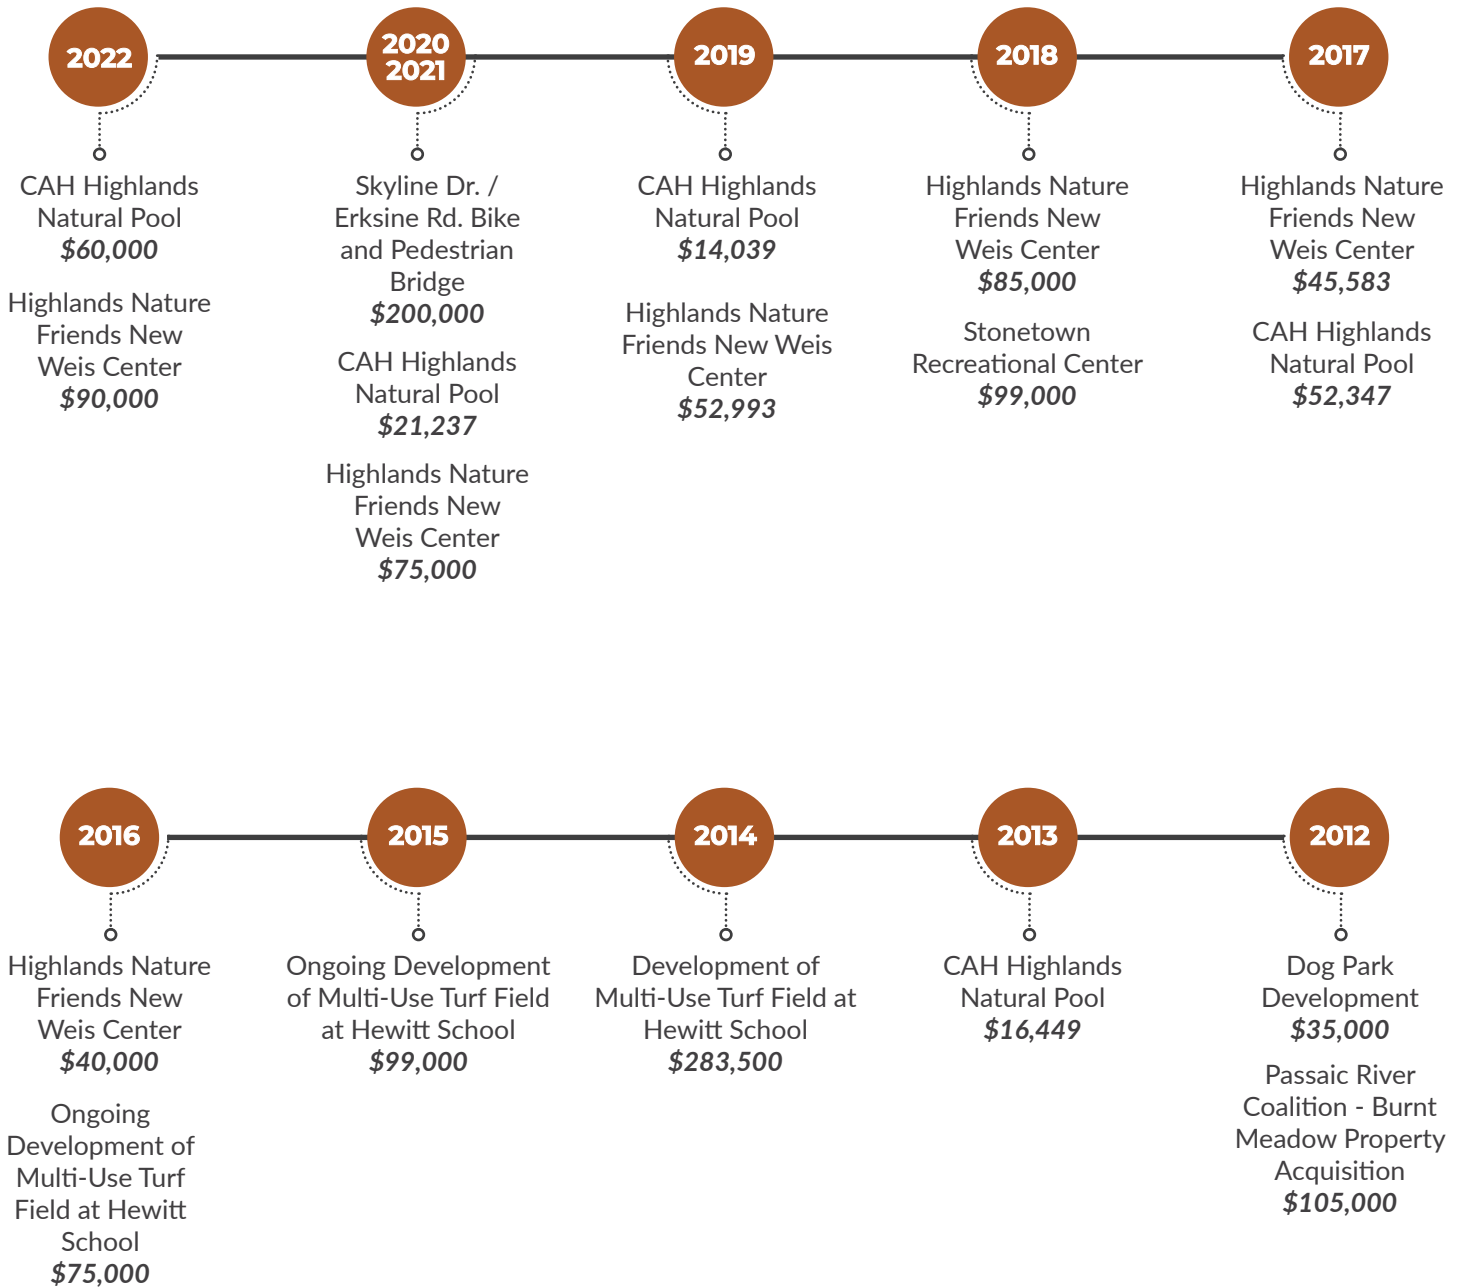 2022
CAH Highlands
Natural Pool
$60,000
Highlands Nature
Friends New
Weis Center
$90,000
2020
2021
Skyline Dr. /
Erksine Rd. Bike
and Pedestrian
Bridge
$200,000
CAH Highlands
Natural Pool
$21,237
Highlands Nature
Friends New
Weis Center
$75,000
2019
CAH Highlands
Natural Pool
$14,039
Highlands Nature
Friends New Weis
Center
$52,993
2018
Highlands Nature
Friends New
Weis Center
$85,000
Stonetown
Recreational Center
$99,000
2017
Highlands Nature
Friends New
Weis Center
$45,583
CAH Highlands
Natural Pool
$52,347
2016
Highlands Nature
Friends New
Weis Center
$40,000
Ongoing
Development of
Multi-Use Turf
Field at Hewitt
School
$75,000
2015
Ongoing Development
of Multi-Use Turf Field
at Hewitt School
$99,000
2014
Development of
Multi-Use Turf Field at
Hewitt School
$283,500
2013
CAH Highlands
Natural Pool
$16,449
2012
Dog Park
Development
$35,000
Passaic River
Coalition - Burnt
Meadow Property
Acquisition
$105,000